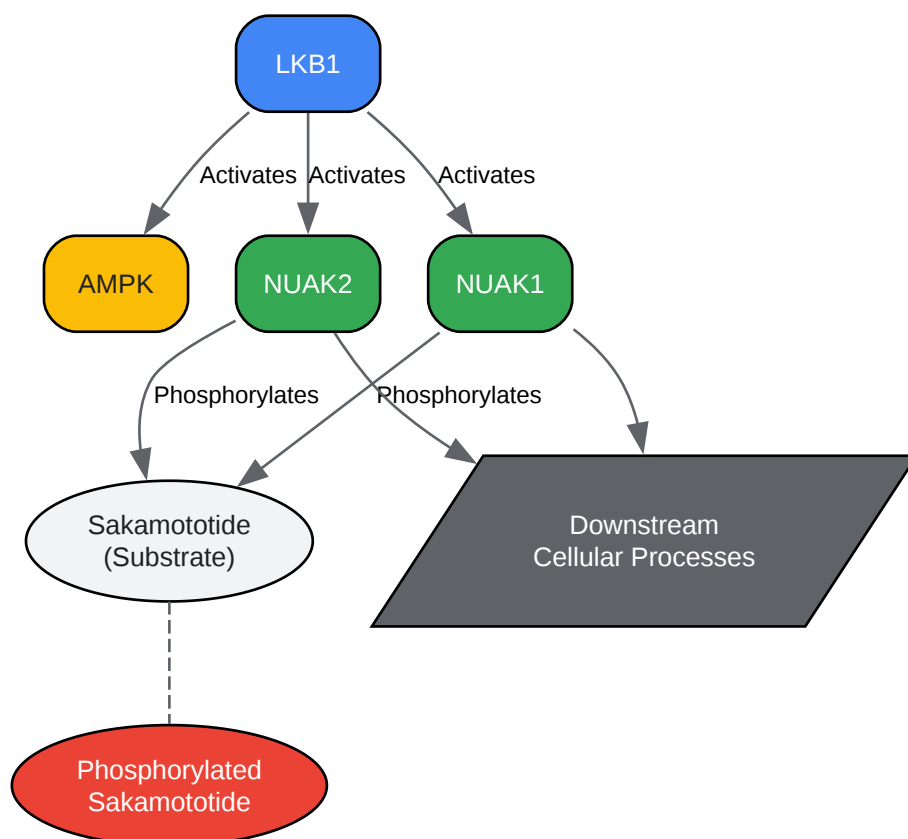 LKB1
Activates
Activates
Activates
AMPK
NUAK2
NUAK1
Phosphorylates
Phosphorylates
Sakamototide
(Substrate)
Downstream
Cellular Processes
Phosphorylated
Sakamototide